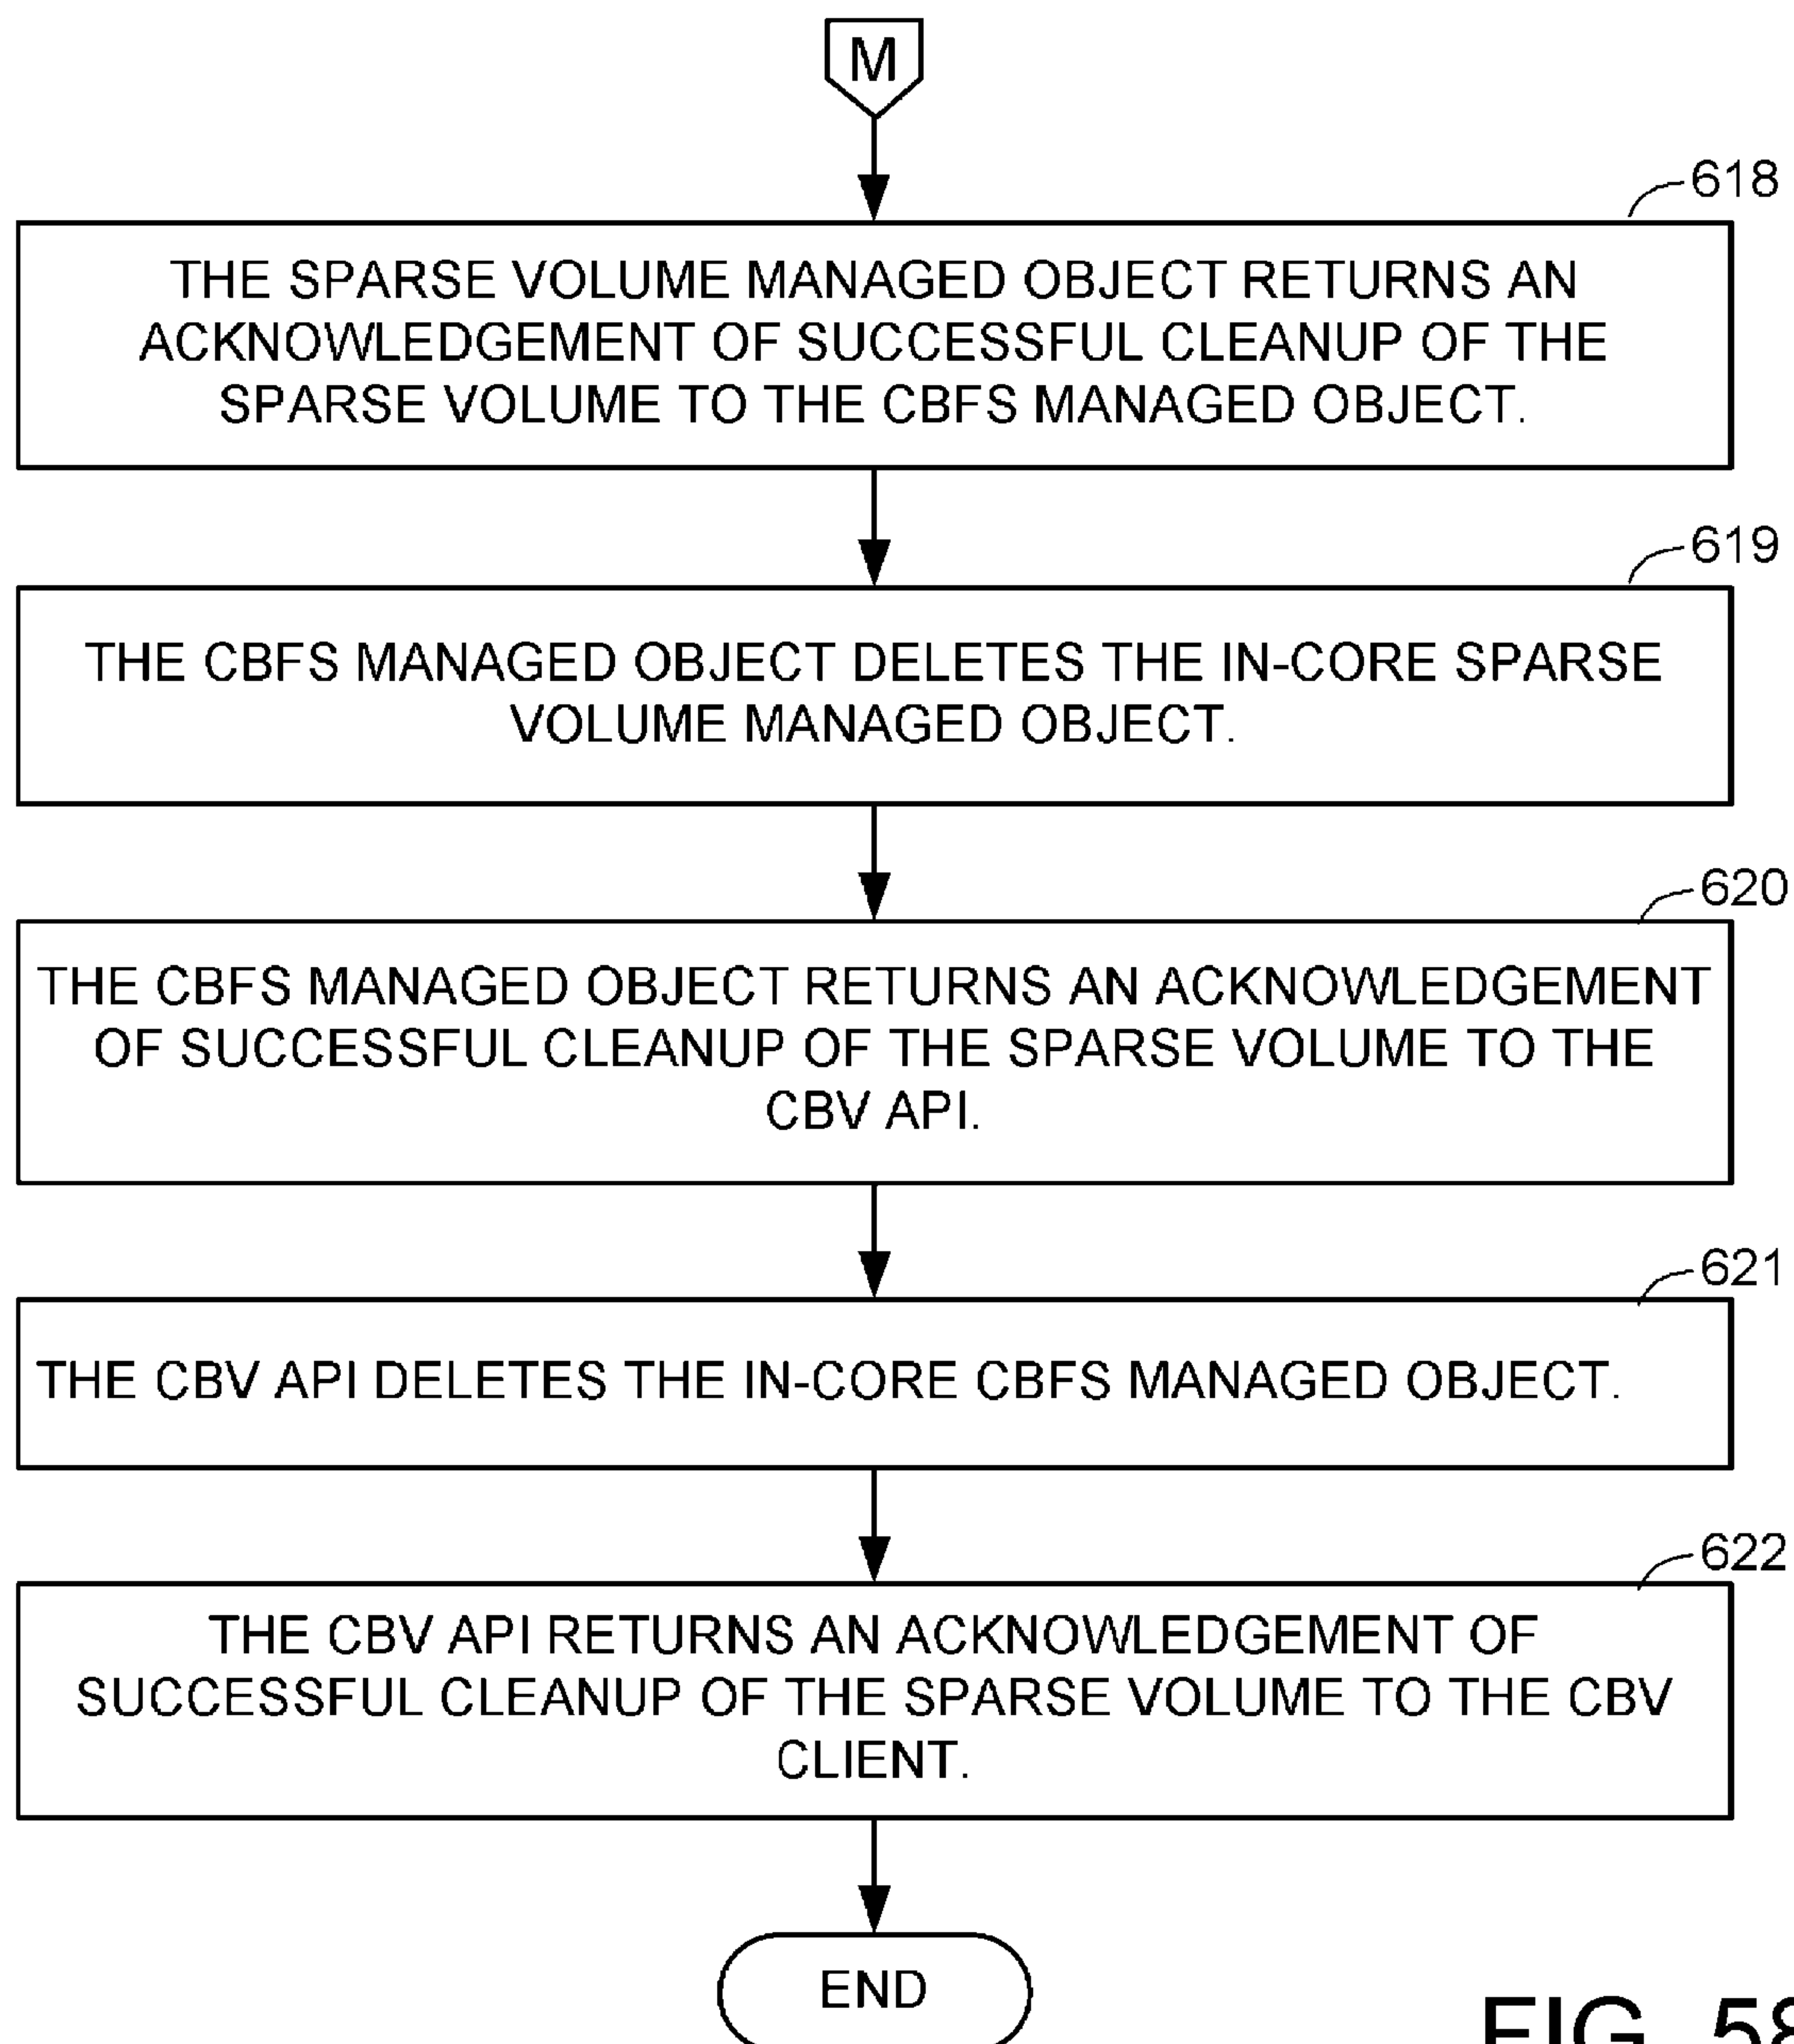 M
618
THE SPARSE VOLUME MANAGED OBJECT RETURNS AN
ACKNOWLEDGEMENT OF SUCCESSFUL CLEANUP OF THE
SPARSE VOLUME TO THE CBFS MANAGED OBJECT.
619
THE CBFS MANAGED OBJECT DELETES THE IN-CORE SPARSE
VOLUME MANAGED OBJECT.
620
THE CBFS MANAGED OBJECT RETURNS AN ACKNOWLEDGEMENT
OF SUCCESSFUL CLEANUP OF THE SPARSE VOLUME TO THE
CBV API.
621
THE CBV API DELETES THE IN-CORE CBFS MANAGED OBJECT.
622
THE CBV API RETURNS AN ACKNOWLEDGEMENT OF
SUCCESSFUL CLEANUP OF THE SPARSE VOLUME TO THE CBV
CLIENT.
END
FIG. 58